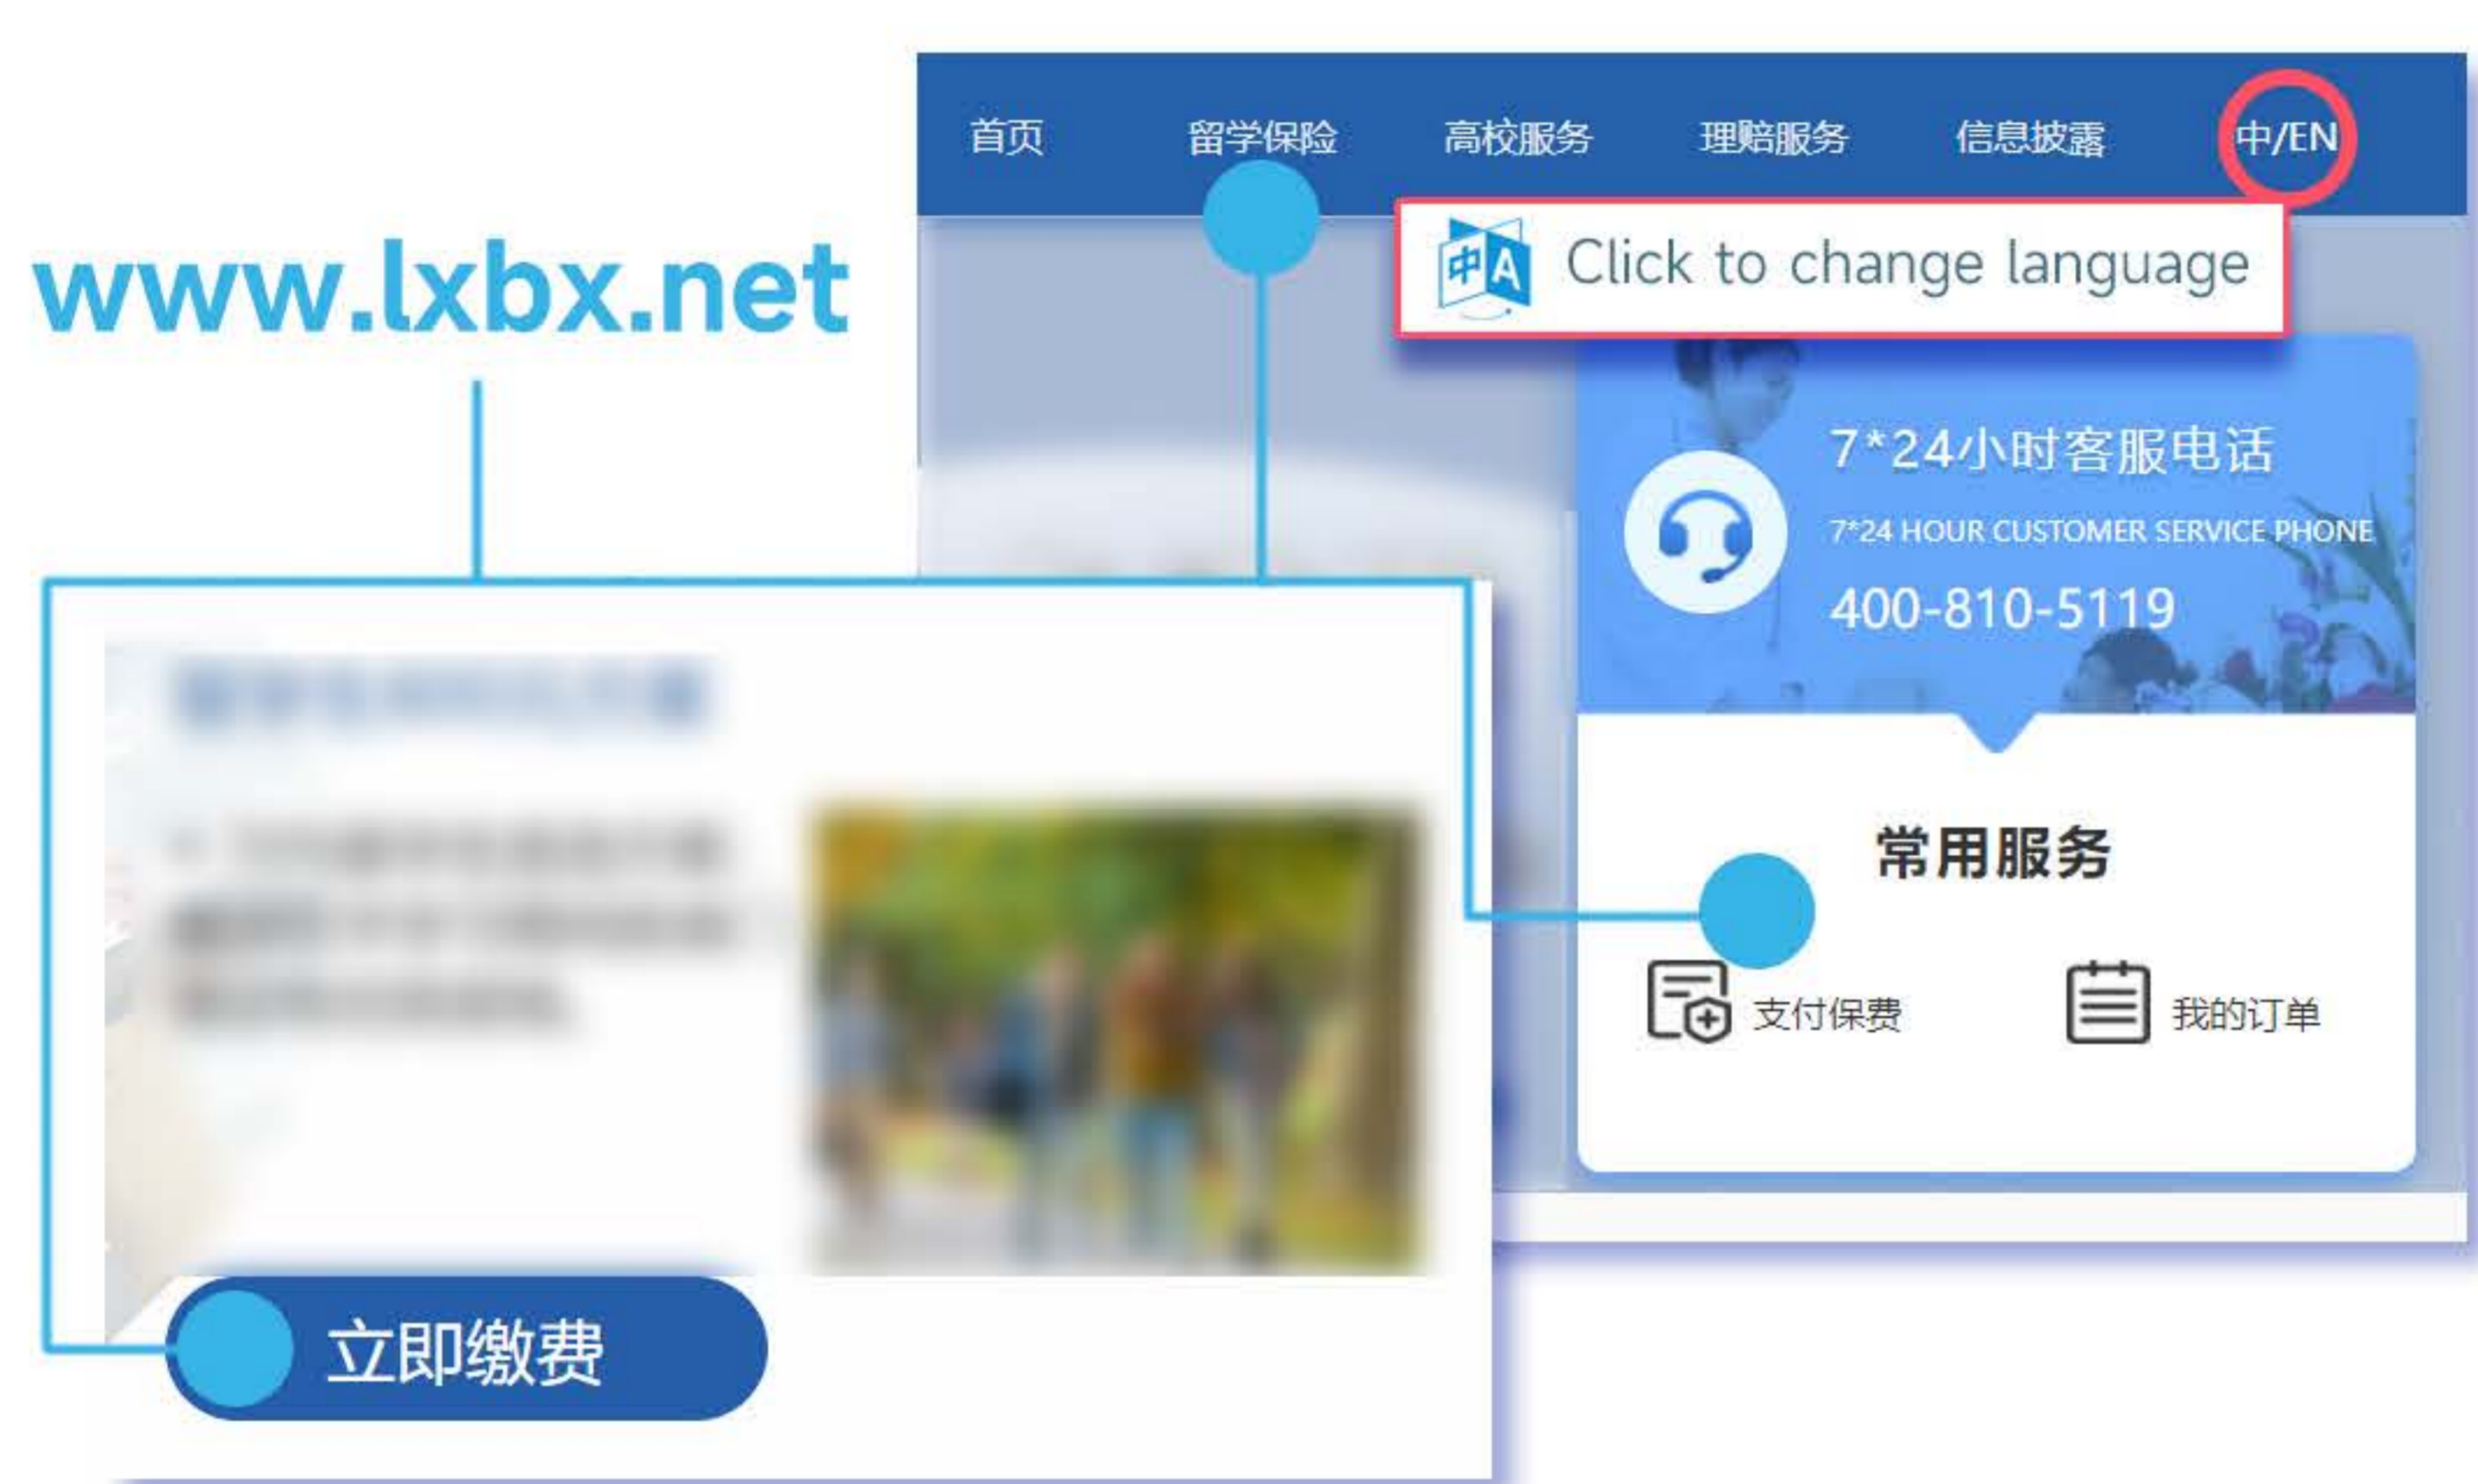 首页 留学保险 高校服务 理赔服务 信息披露 中/EN
Click to change language
www.lxbx.net
7*24小时客服电话
7*24 HOUR CUSTOMER SERVICE PHONE
400-810-5119
常用服务
支付保费 我的订单
立即缴费